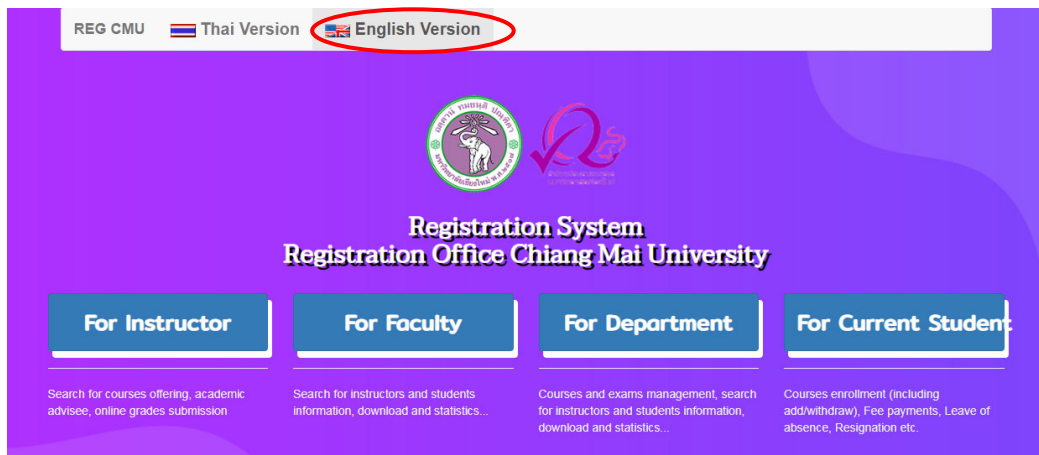 REG CMU Thai Version English Version
Registration System
Registration Office Chiang Mai University
For Instructor
Search for courses offering, academic
advisee, online grades submission
For Faculty
Search for instructors and students
information, download and statistics...
For Department
Courses and exams management, search
for instructors and students information,
download and statistics...
For Current Student
Courses enrollment (including
add/withdraw), Fee payments, Leave of
absence, Resignation etc.